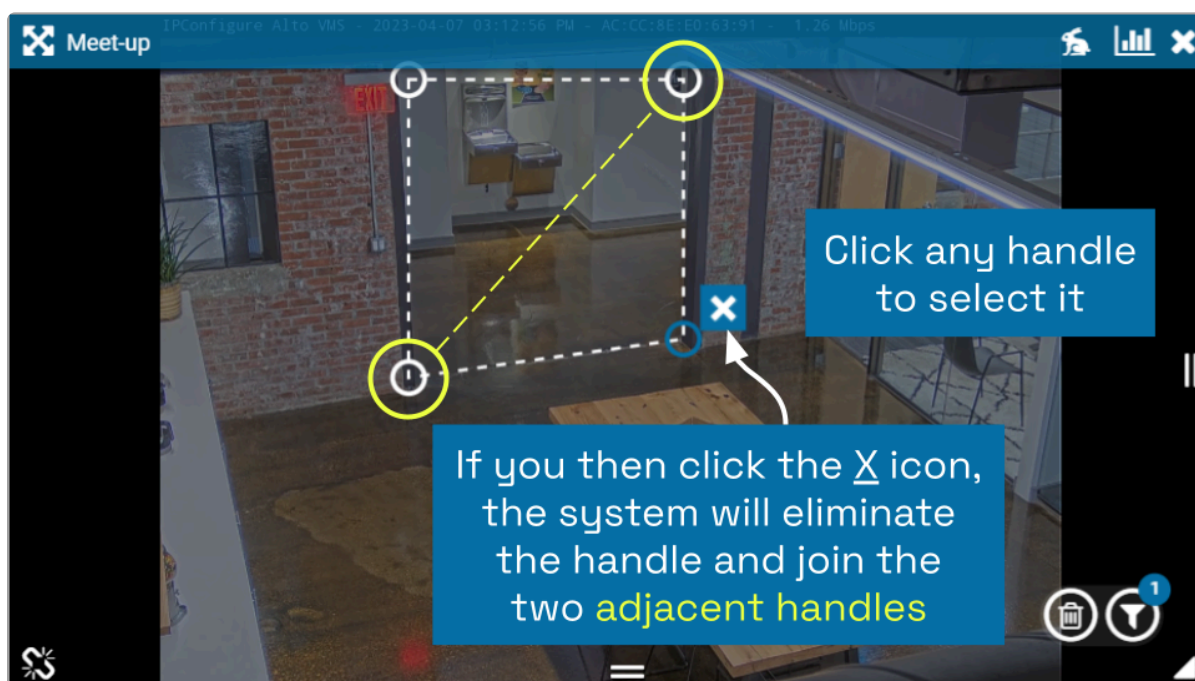 IPConfigure Alto VMS - 2023-04-07 03:12:56 PM - AC:CC:8E:E0:63:91 - 1.26 Mbps
Meet-up
EXIT
Click any handle
to select it
If you then click the X icon,
the system will eliminate
the handle and join the
two adjacent handles
1